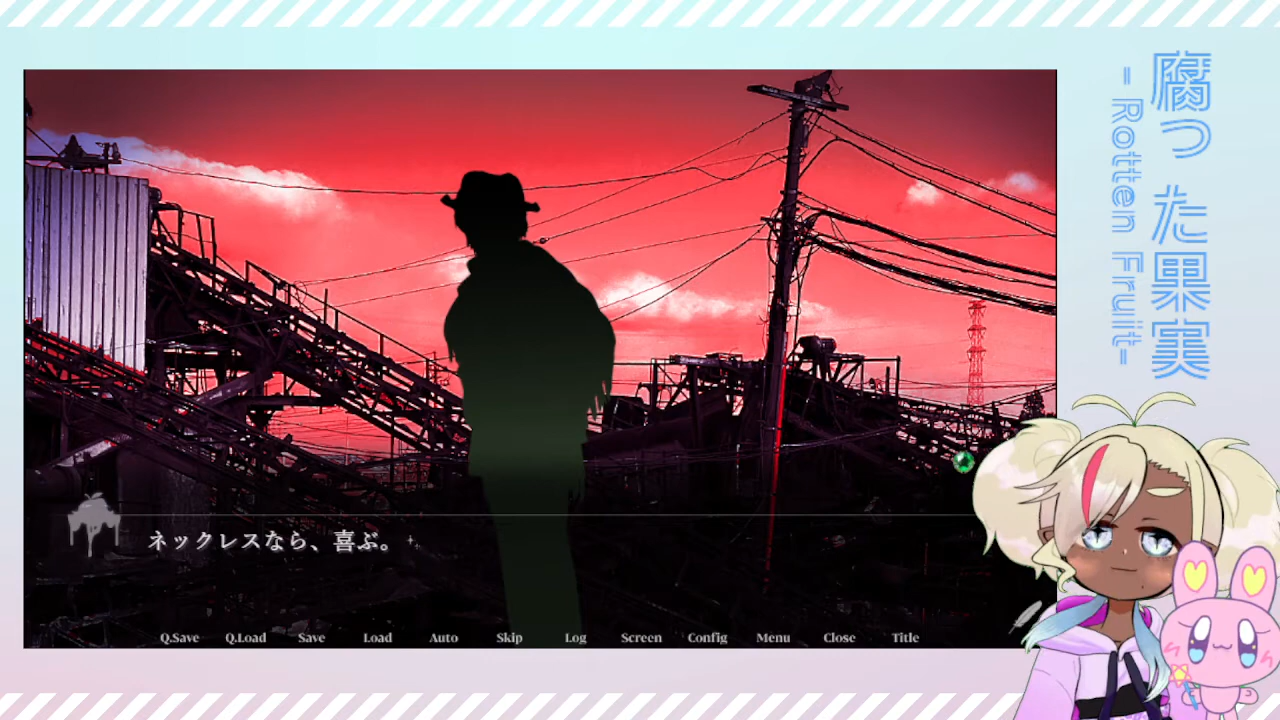 腐った果実
- Rotten Fruit-
ネックレスなら、喜ぶ。
Q.Save Q.Load Save Load Auto Skip Log Screen Config Menu Close Title